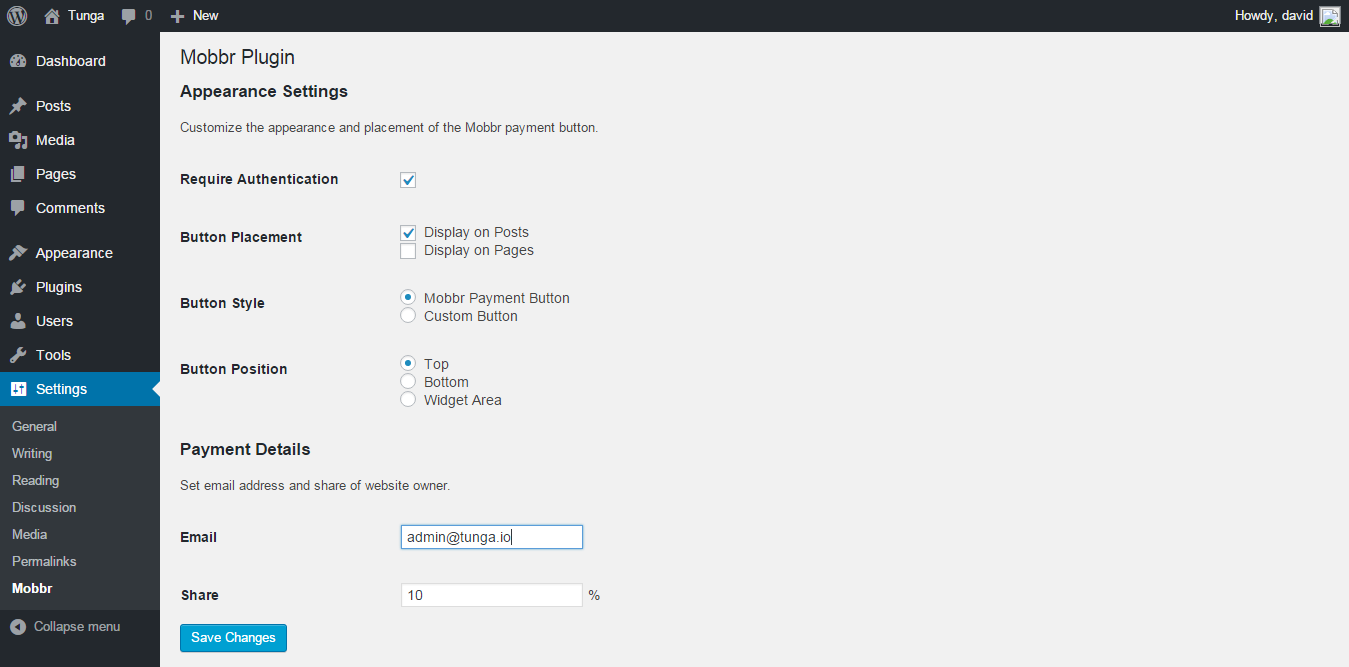 Tunga 0 New Howdy, david
Dashboard
Posts
Media
Pages
Comments
Appearance
Plugins
Users
Tools
Settings
General
Writing
Reading
Discussion
Media
Permalinks
Mobbr
Collapse menu
Mobbr Plugin
Appearance Settings
Customize the appearance and placement of the Mobbr payment button.
Require Authentication
Button Placement
Display on Posts
Display on Pages
Button Style
Mobbr Payment Button
Custom Button
Button Position
Top
Bottom
Widget Area
Payment Details
Set email address and share of website owner.
Email admin@tunga.io
Share 10 %
Save Changes